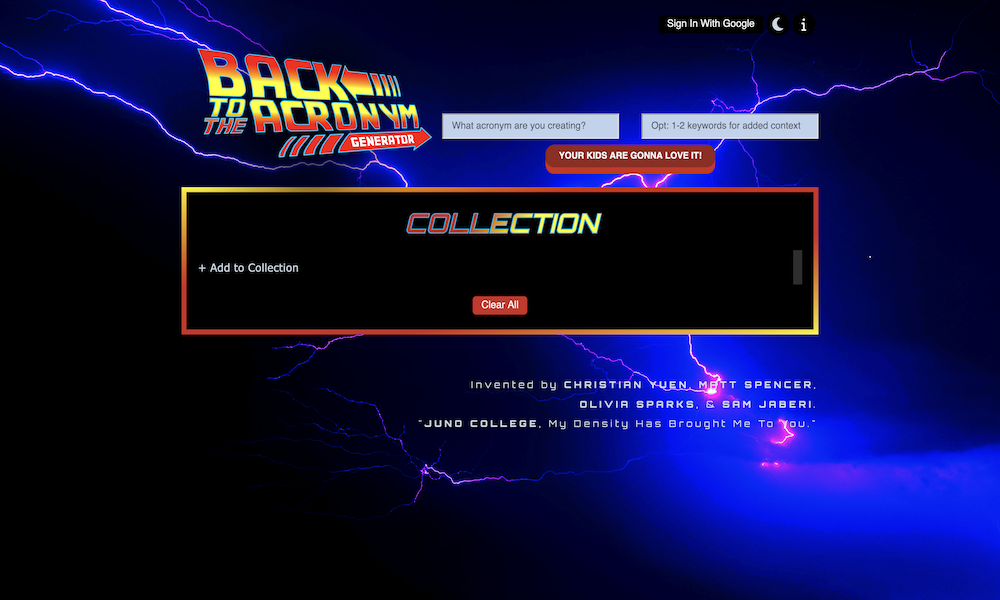 Sign In With Google
BACK
TO
THE ACRONYM
GENERATOR
What acronym are you creating?
Opt: 1-2 keywords for added context
YOUR KIDS ARE GONNA LOVE IT!
COLLECTION
+ Add to Collection
Clear All
Invented by CHRISTIAN YUEN, MATT SPENCER,
OLIVIA SPARKS, & SAM JABERI.
"JUNO COLLEGE, My Density Has Brought Me To You."